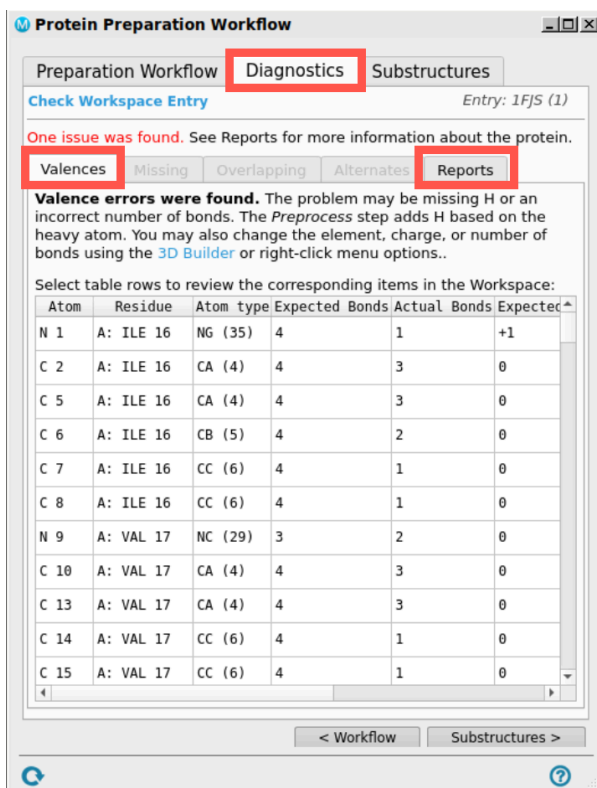 Protein Preparation Workflow
Preparation Workflow Diagnostics Substructures
Check Workspace Entry Entry: 1FJS (1)
One issue was found. See Reports for more information about the protein.
Valences Missing Overlapping Alternates Reports
Valence errors were found. The problem may be missing H or an
incorrect number of bonds. The Preprocess step adds H based on the
heavy atom. You may also change the element, charge, or number of
bonds using the 3D Builder or right-click menu options..
Select table rows to review the corresponding items in the Workspace:
Atom Residue Atom type Expected Bonds Actual Bonds Expected
N 1 A: ILE 16 NG (35) 4 1 +1
C 2 A: ILE 16 CA (4) 4 3 0
C 5 A: ILE 16 CA (4) 4 3 0
C 6 A: ILE 16 CB (5) 4 2 0
C 7 A: ILE 16 CC (6) 4 1 0
C 8 A: ILE 16 CC (6) 4 1 0
N 9 A: VAL 17 NC (29) 3 2 0
C 10 A: VAL 17 CA (4) 4 3 0
C 13 A: VAL 17 CA (4) 4 3 0
C 14 A: VAL 17 CC (6) 4 1 0
C 15 A: VAL 17 CC (6) 4 1 0
< Workflow Substructures >